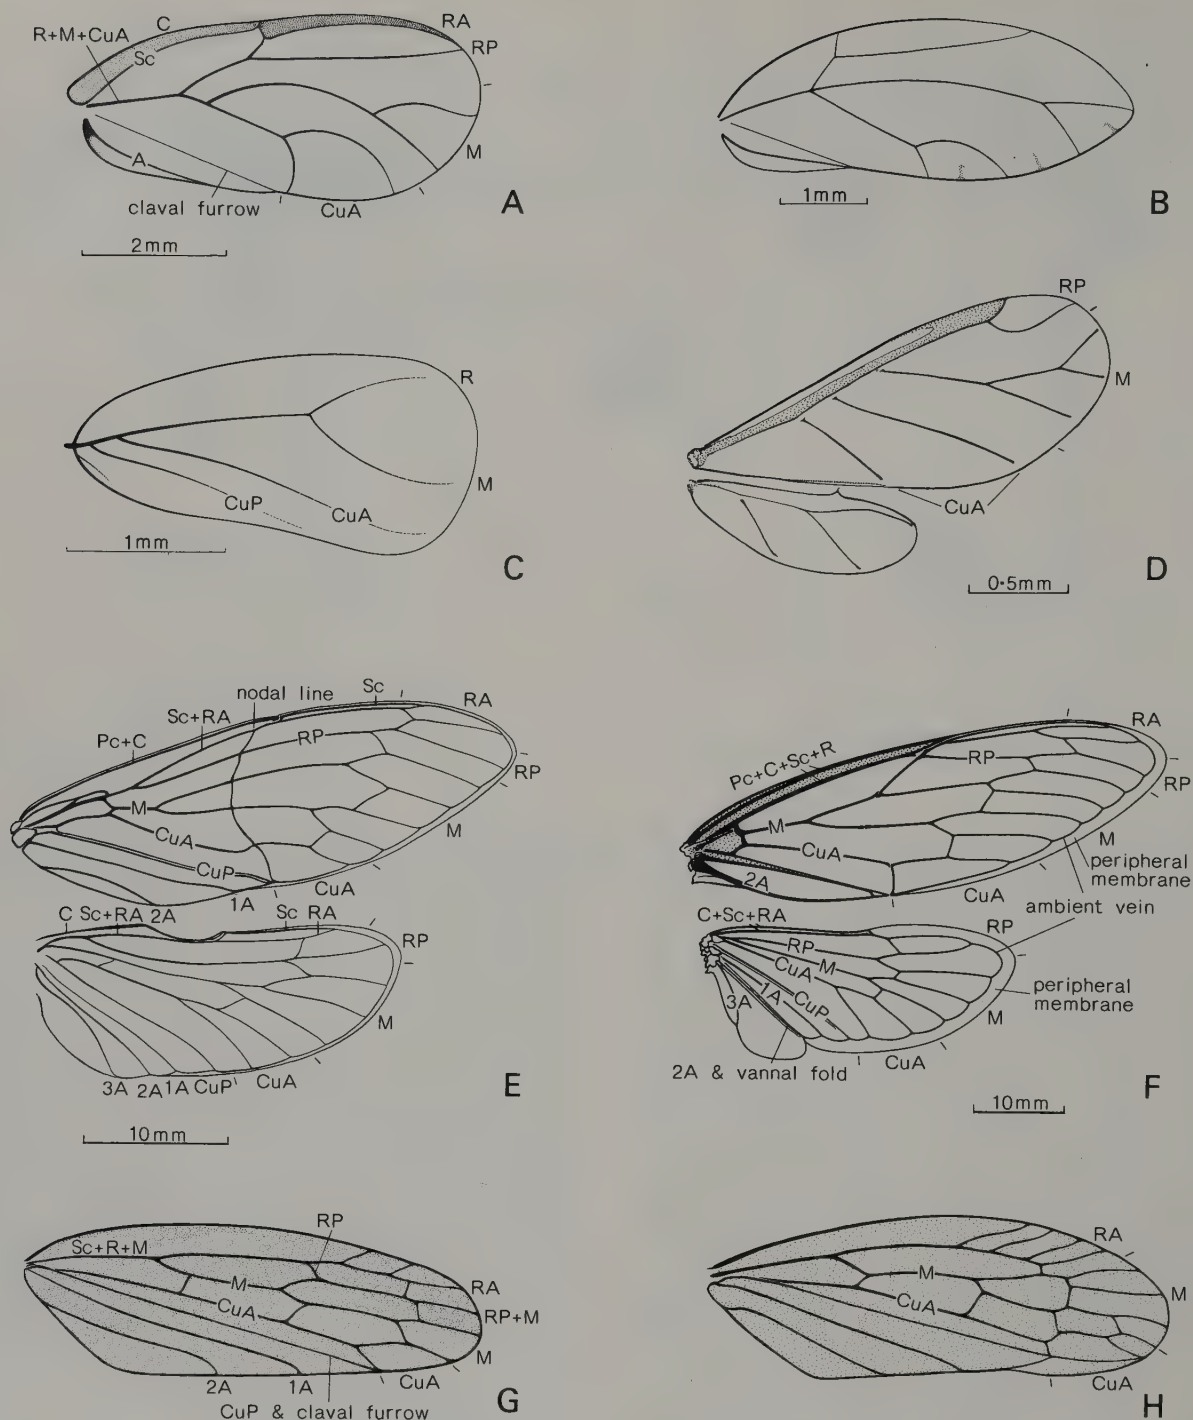 C
RA
R+M+CuA
Sc
RP
A
M
claval furrow
CuA
A
2mm
1mm
B
R
M
CuP
CuA
1mm
C
RP
M
CuA
D
0·5mm
nodal line
Sc
RA
Sc+RA
Pc+C
RP
RP
M
M
CuA
CuP
1A
CuA
2A
C Sc+RA
Sc RA
RP
M
3A 2A 1A CuP
CuA
E
10mm
RA
Pc+C+Sc+R
RP
RP
M
M
CuA
peripheral
membrane
2A
CuA
ambient vein
C+Sc+RA
RP
RP
CuA
M
1A
CuP
3A
peripheral
membrane
M
CuA
2A & vannal fold
F
10mm
RP
Sc+R+M
M
RA
CuA
RP+M
M
2A
1A
CuA
CuP & claval furrow
G
RA
M
M
CuA
CuA
H